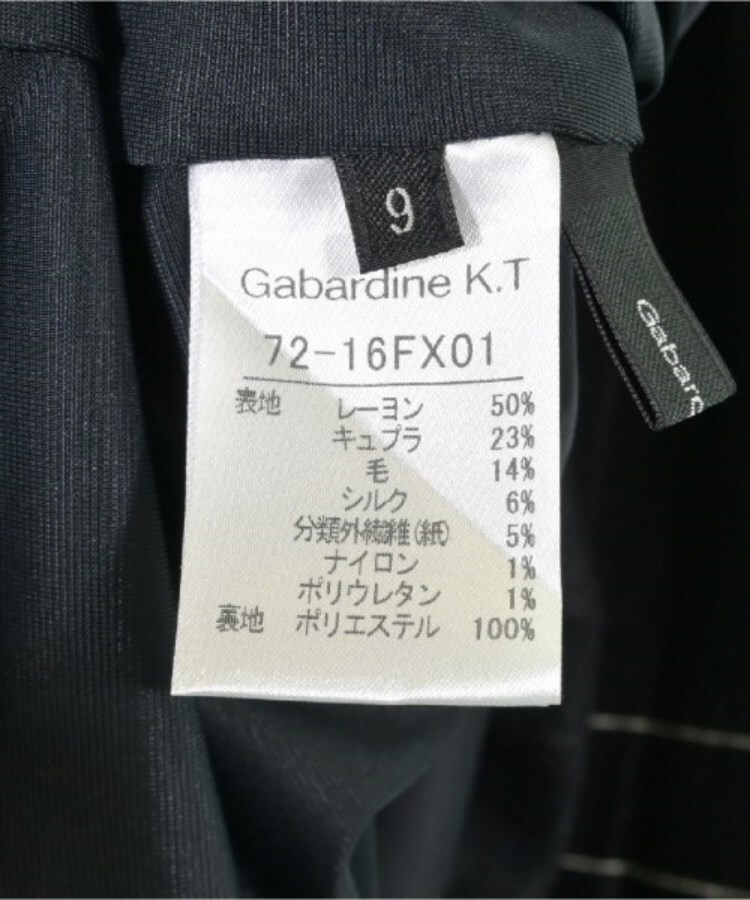 9
Gabardine K.T
72-16FX01
表地 レーヨン 50%
キュプラ 23%
毛 14%
シルク 6%
分類外繊維(紙) 5%
ナイロン 1%
ポリウレタン 1%
裏地 ポリエステル 100%
Gabard